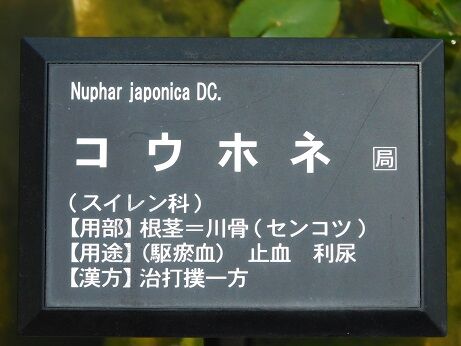 Nuphar japonica DC.
コウホネ 局
(スイレン科)
【用部】根茎＝川骨(センコツ)
【用途】(駆瘀血) 止血 利尿
【漢方】治打撲一方